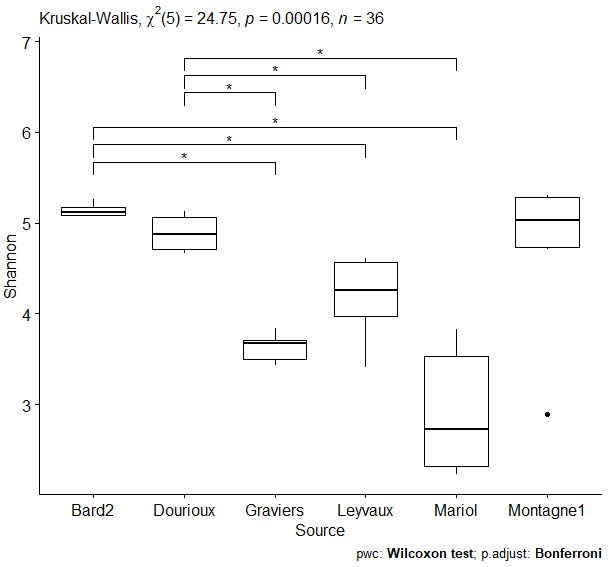 Kruskal-Wallis, χ²(5) = 24.75, p = 0.00016, n = 36
7
*
*
*
6
*
*
*
5
4
3
Shannon
Bard2 Dourioux Graviers Leyvaux Mariol Montagne1
Source
pwc: Wilcoxon test; p.adjust: Bonferroni